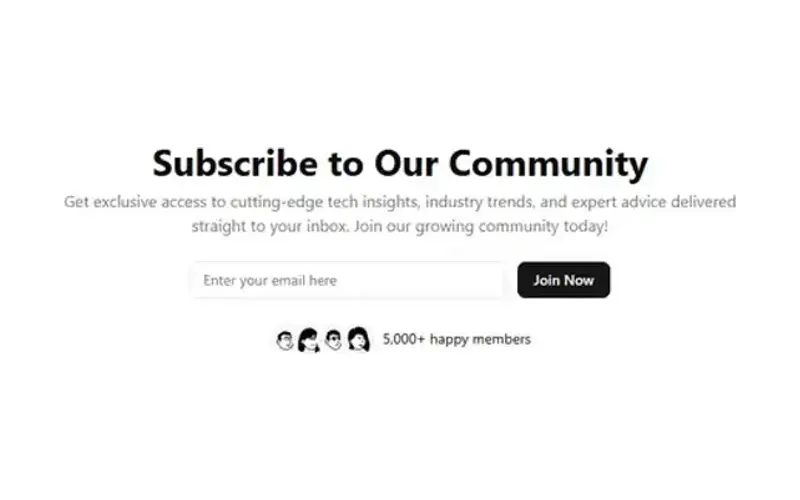 Subscribe to Our Community
Get exclusive access to cutting-edge tech insights, industry trends, and expert advice delivered
straight to your inbox. Join our growing community today!
Enter your email here
Join Now
5,000+ happy members